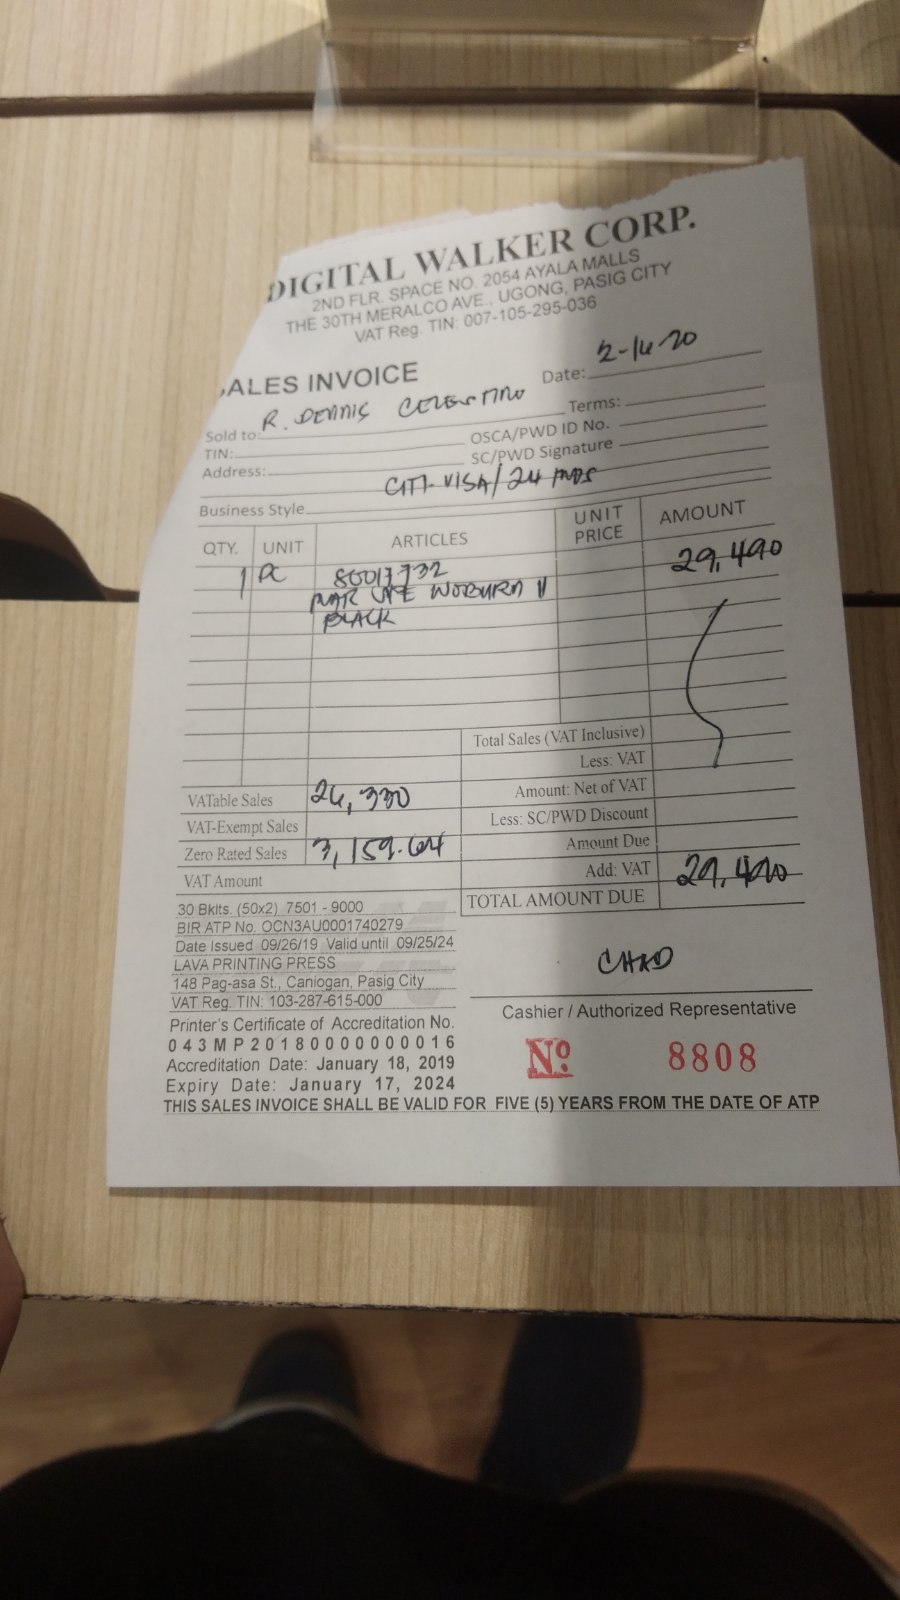 DIGITAL WALKER CORP.
2ND FLR. SPACE NO. 2054 AYALA MALLS
THE 30TH MERALCO AVE., UGONG, PASIG CITY
VAT Reg. TIN: 007-105-295-036
ALES INVOICE
Date: 2-16-20
Sold to: R. DENNIS CELESTINO
Terms:
TIN:
OSCA/PWD ID No.
Address:
SC/PWD Signature
CITI-VISA/24 mos
Business Style
QTY. UNIT ARTICLES UNIT PRICE AMOUNT
1 PC 29,490
WOBURN II
BLACK
Total Sales (VAT Inclusive)
Less: VAT
VATable Sales 26,330 Amount: Net of VAT
VAT-Exempt Sales Less: SC/PWD Discount
Zero Rated Sales 3,159.64 Amount Due
VAT Amount Add: VAT 29,490
TOTAL AMOUNT DUE
30 Bklts. (50x2) 7501 - 9000
BIR ATP No. OCN3AU0001740279
Date Issued 09/26/19 Valid until 09/25/24
LAVA PRINTING PRESS
148 Pag-asa St., Caniogan, Pasig City
VAT Reg. TIN: 103-287-615-000
CHAD
Cashier / Authorized Representative
Printer's Certificate of Accreditation No.
043MP20180000000016
Accreditation Date: January 18, 2019
Expiry Date: January 17, 2024
No. 8808
THIS SALES INVOICE SHALL BE VALID FOR FIVE (5) YEARS FROM THE DATE OF ATP